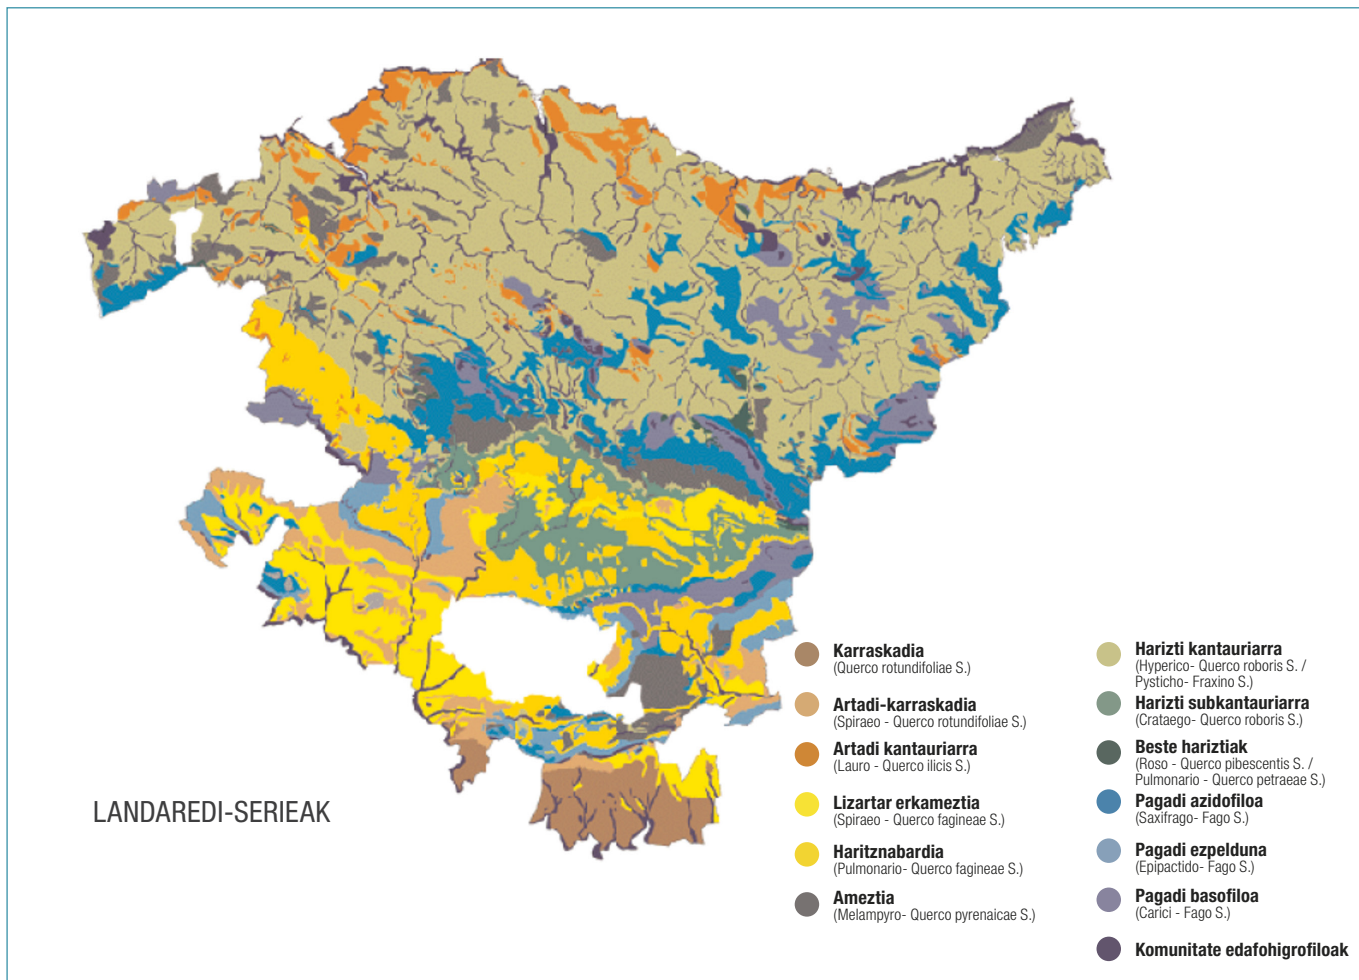 LANDAREDI-SERIEAK
Karraskadia
(Querco rotundifoliae S.)
Artadi-karraskadia
(Spiraeo - Querco rotundifoliae S.)
Artadi kantauriarra
(Lauro - Querco ilicis S.)
Lizartar erkameztia
(Spiraeo - Querco fagineae S.)
Haritznabardia
(Pulmonario- Querco fagineae S.)
Ameztia
(Melampyro- Querco pyrenaicae S.)
Harizti kantauriarra
(Hyperico- Querco roboris S. /
Pysticho- Fraxino S.)
Harizti subkantauriarra
(Crataego- Querco roboris S.)
Beste hariztiak
(Roso - Querco pibescentis S. /
Pulmonario - Querco petraeae S.)
Pagadi azidofiloa
(Saxifrago- Fago S.)
Pagadi ezpelduna
(Epipactido- Fago S.)
Pagadi basofiloa
(Carici - Fago S.)
Komunitate edafohigrofiloak